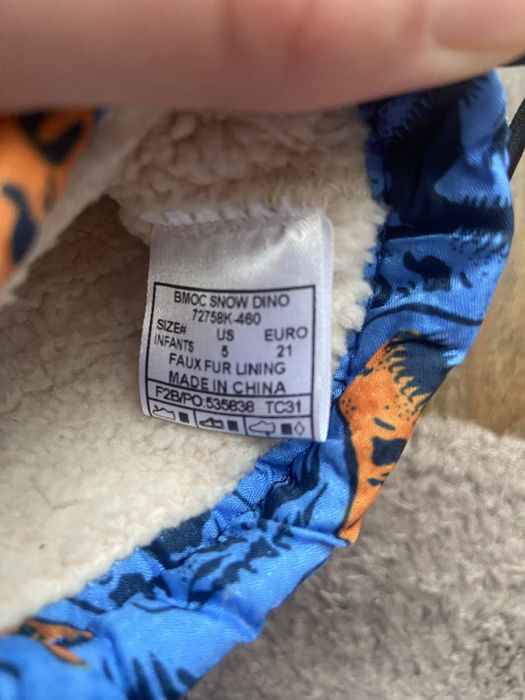 BMOC SNOW DINO
72758K-460
SIZE# US EURO
INFANTS 5 21
FAUX FUR LINING
MADE IN CHINA
F2B/PO:535838 TC31